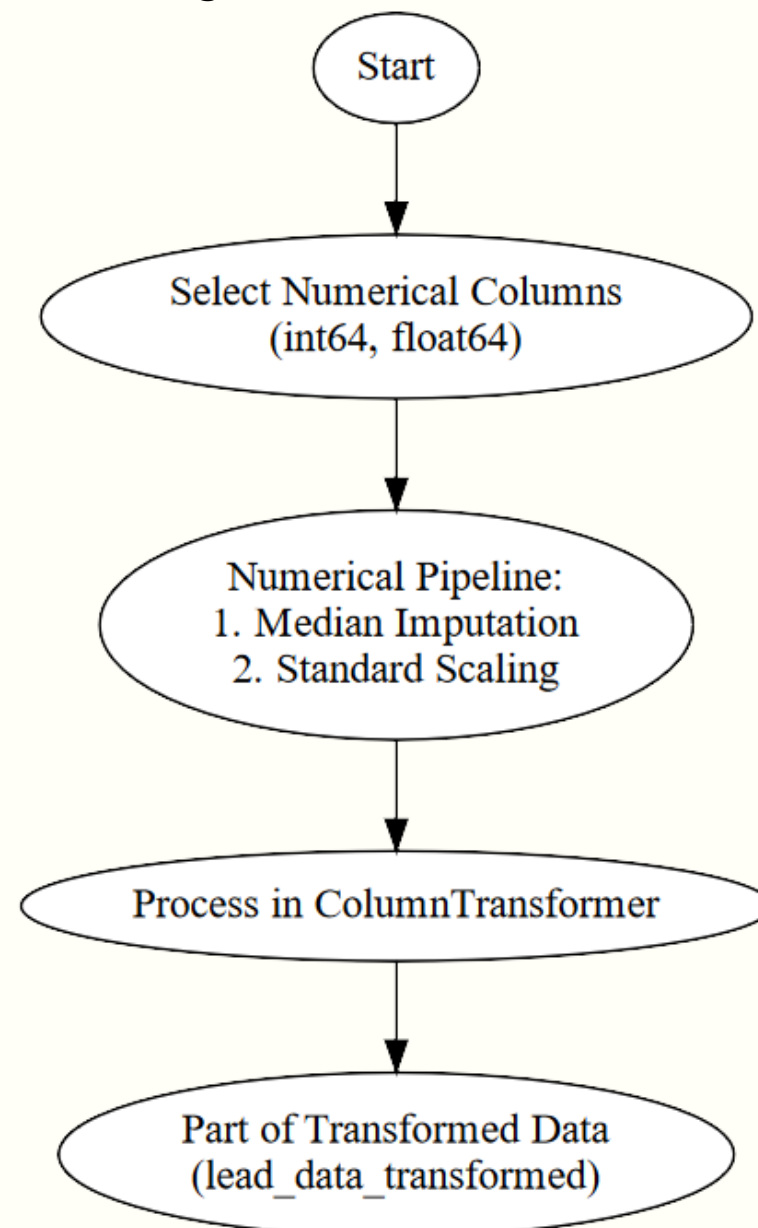 Start
Select Numerical Columns
(int64, float64)
Numerical Pipeline:
1. Median Imputation
2. Standard Scaling
Process in ColumnTransformer
Part of Transformed Data
(lead_data_transformed)